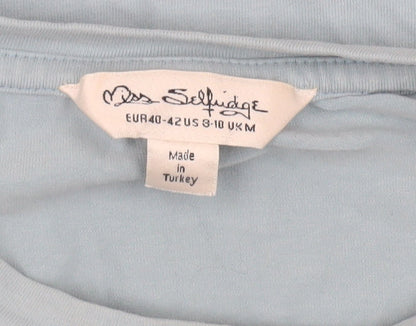 Miss Selfridge
EUR40-42 US 8-10 UK M
Made
in
Turkey